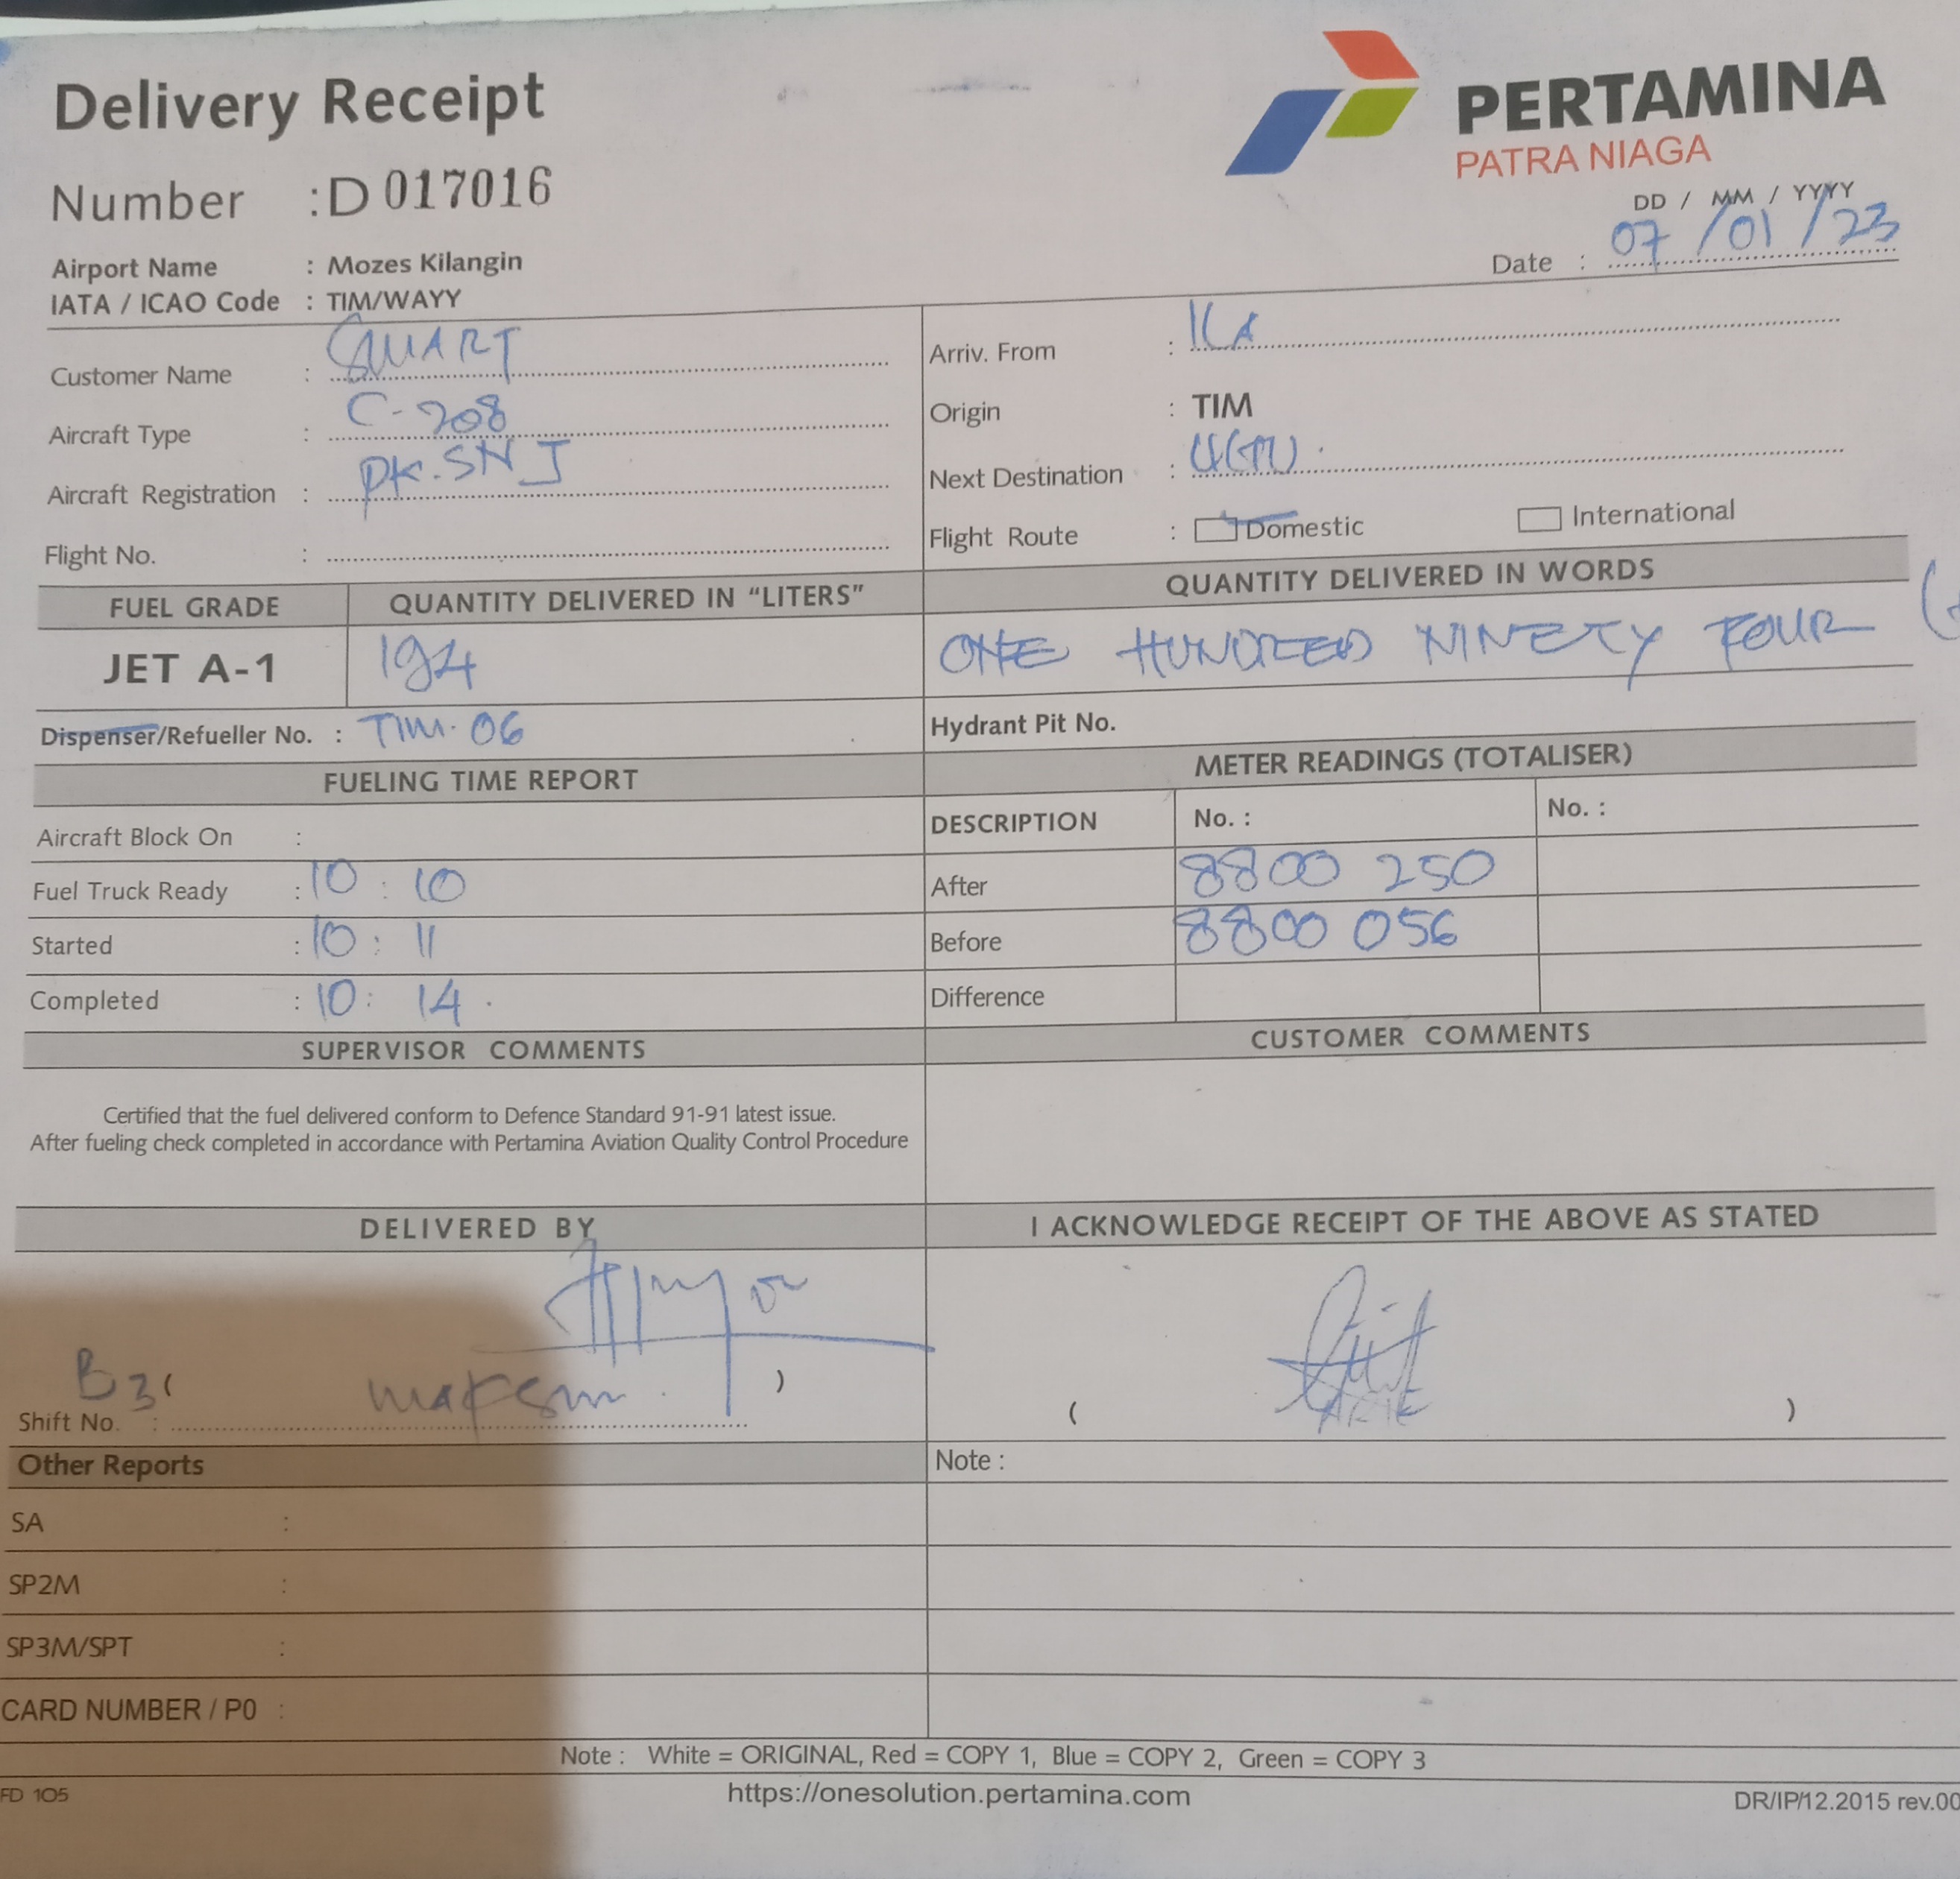 Delivery Receipt
PERTAMINA
PATRA NIAGA
Number : D 017016
DD / MM / YYYY
Date : 07/01/23
Airport Name : Mozes Kilangin
IATA / ICAO Code : TIM/WAYY
Customer Name : SMART
Aircraft Type : C-208
Aircraft Registration : PK-SNJ
Flight No. :
Arriv. From :
Origin : TIM
Next Destination :
Flight Route : Domestic International
FUEL GRADE QUANTITY DELIVERED IN "LITERS" QUANTITY DELIVERED IN WORDS
JET A-1 194 ONE HUNDRED NINETY FOUR
Dispenser/Refueller No. : TIM-06 Hydrant Pit No.
FUELING TIME REPORT
Aircraft Block On :
Fuel Truck Ready : 10 : 10
Started : 10 : 11
Completed : 10 : 14
METER READINGS (TOTALISER)
DESCRIPTION No. : No. :
After 8800 250
Before 8800 056
Difference
SUPERVISOR COMMENTS
Certified that the fuel delivered conform to Defence Standard 91-91 latest issue.
After fueling check completed in accordance with Pertamina Aviation Quality Control Procedure
CUSTOMER COMMENTS
DELIVERED BY
B3 ( )
Shift No. :
I ACKNOWLEDGE RECEIPT OF THE ABOVE AS STATED
( ARIE )
Other Reports
SA :
SP2M :
SP3M/SPT :
CARD NUMBER / P0 :
Note :
Note : White = ORIGINAL, Red = COPY 1, Blue = COPY 2, Green = COPY 3
FD 105 https://onesolution.pertamina.com DR/IP/12.2015 rev.00